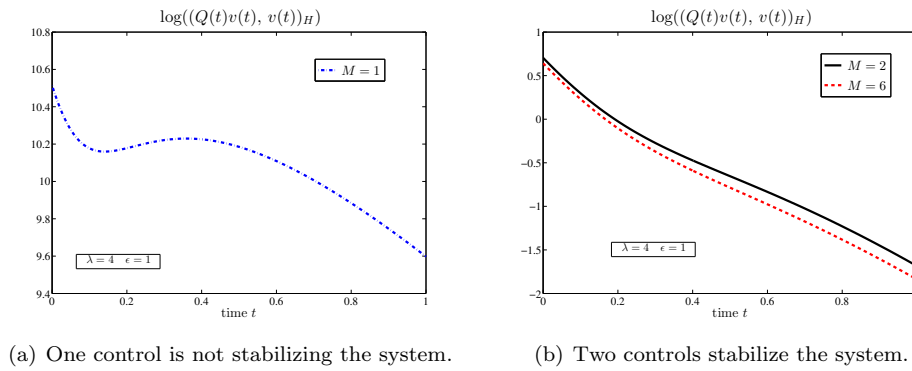 log((Q(t)v(t), v(t))_H)
10.8
10.6
10.4
10.2
10
9.8
9.6
9.4
0 0.2 0.4 0.6 0.8 1
time t
M = 1
λ = 4 ϵ = 1
(a) One control is not stabilizing the system.
log((Q(t)v(t), v(t))_H)
1
0.5
0
−0.5
−1
−1.5
−2
0 0.2 0.4 0.6 0.8
time t
M = 2
M = 6
λ = 4 ϵ = 1
(b) Two controls stabilize the system.